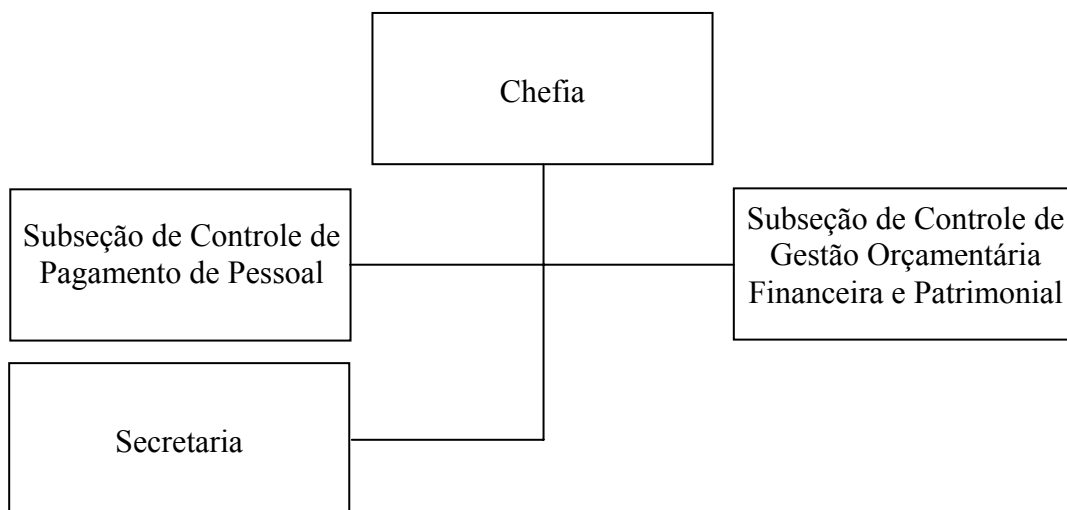 Chefia
Subseção de Controle de
Pagamento de Pessoal
Subseção de Controle de
Gestão Orçamentária
Financeira e Patrimonial
Secretaria